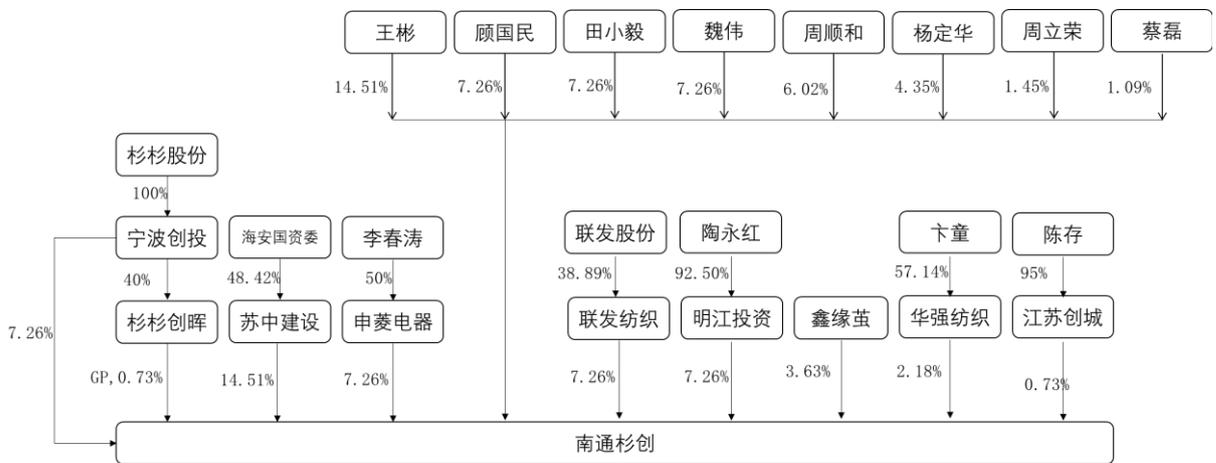 王彬 顾国民 田小毅 魏伟 周顺和 杨定华 周立荣 蔡磊
14.51% 7.26% 7.26% 7.26% 6.02% 4.35% 1.45% 1.09%
杉杉股份
100%
宁波创投 海安国资委 李春涛 联发股份 陶永红 卞童 陈存
40% 48.42% 50% 38.89% 92.50% 57.14% 95%
杉杉创晖 苏中建设 申菱电器 联发纺织 明江投资 鑫缘茧 华强纺织 江苏创城
7.26%
GP,0.73% 14.51% 7.26% 7.26% 7.26% 3.63% 2.18% 0.73%
南通杉创